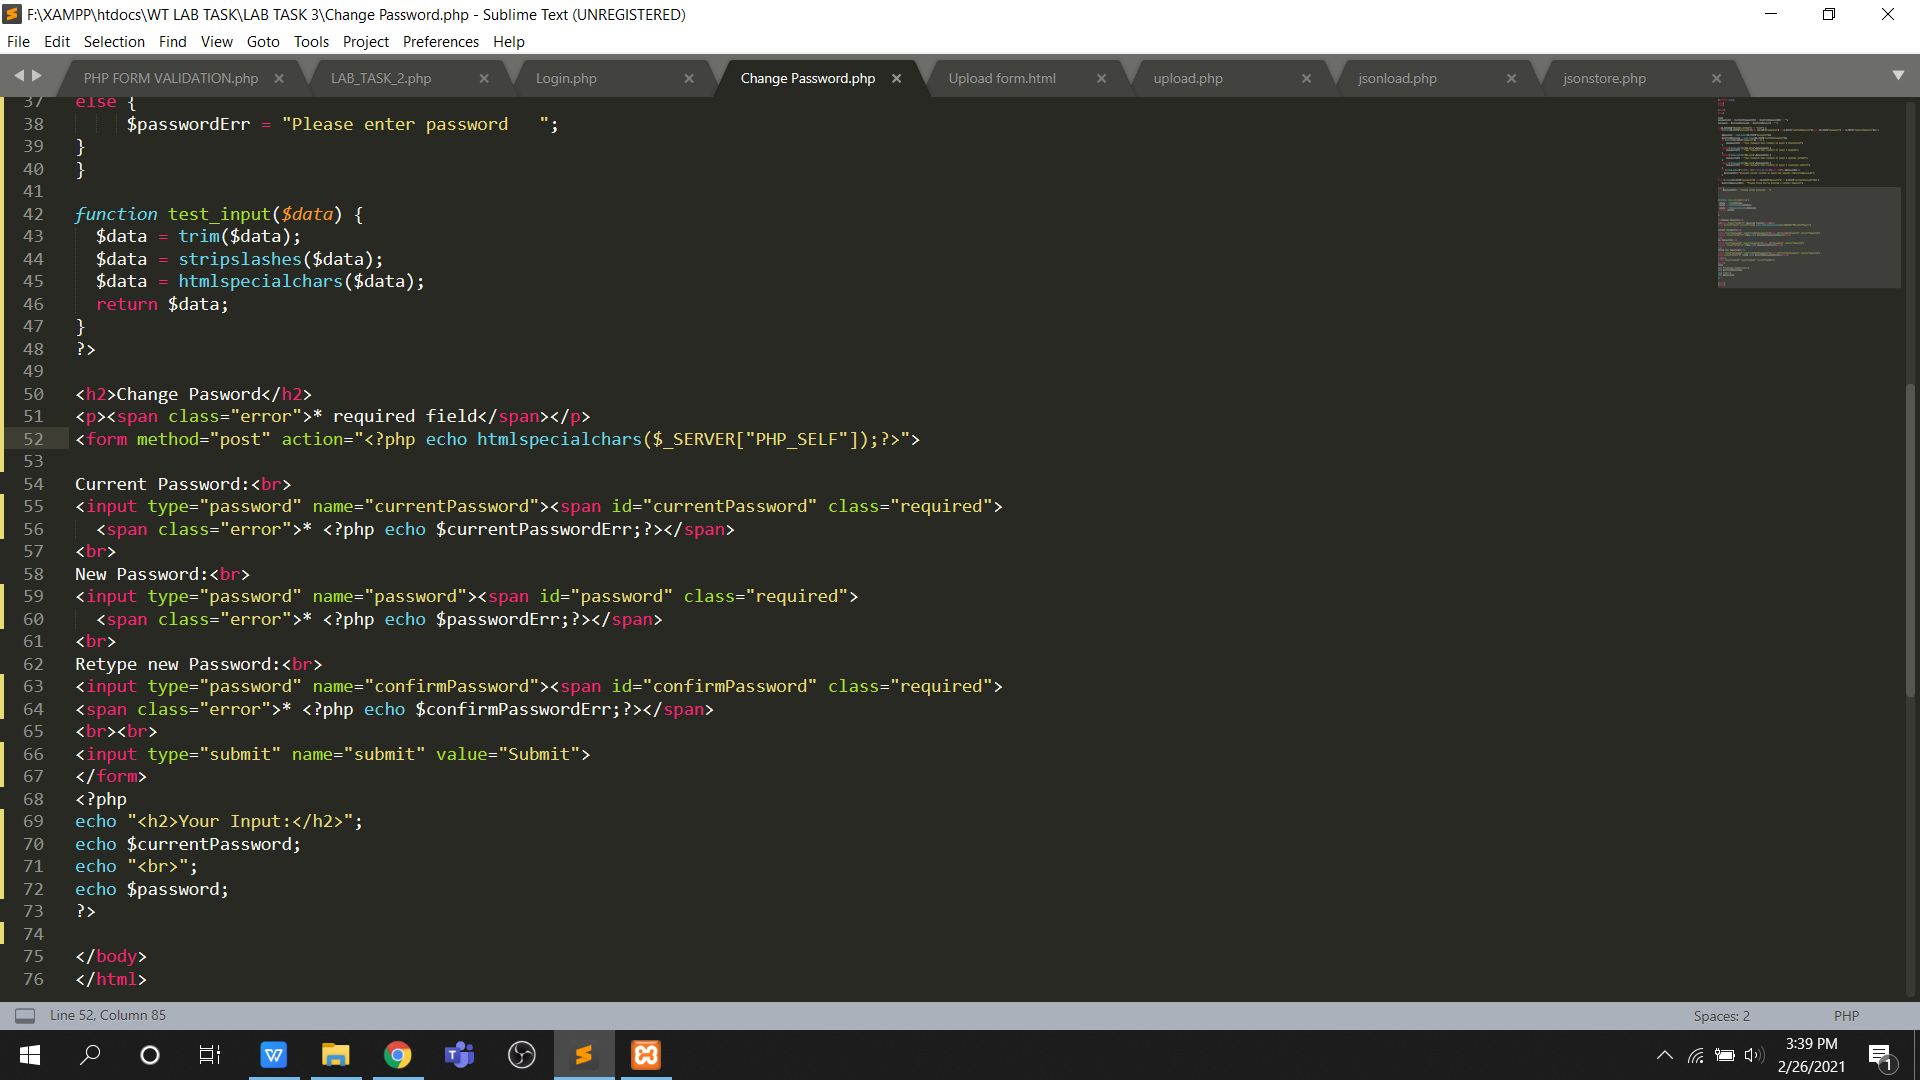 F:\XAMPP\htdocs\WT LAB TASK\LAB TASK 3\Change Password.php - Sublime Text (UNREGISTERED)
File Edit Selection Find View Goto Tools Project Preferences Help
PHP FORM VALIDATION.php LAB_TASK_2.php Login.php Change Password.php Upload form.html upload.php jsonload.php jsonstore.php
37 else {
38 $passwordErr = "Please enter password   ";
39 }
40 }
41
42 function test_input($data) {
43 $data = trim($data);
44 $data = stripslashes($data);
45 $data = htmlspecialchars($data);
46 return $data;
47 }
48 ?>
49
50 <h2>Change Pasword</h2>
51 <p><span class="error">* required field</span></p>
52 <form method="post" action="<?php echo htmlspecialchars($_SERVER["PHP_SELF"]);?>">
53
54 Current Password:<br>
55 <input type="password" name="currentPassword"><span id="currentPassword" class="required">
56 <span class="error">* <?php echo $currentPasswordErr;?></span>
57 <br>
58 New Password:<br>
59 <input type="password" name="password"><span id="password" class="required">
60 <span class="error">* <?php echo $passwordErr;?></span>
61 <br>
62 Retype new Password:<br>
63 <input type="password" name="confirmPassword"><span id="confirmPassword" class="required">
64 <span class="error">* <?php echo $confirmPasswordErr;?></span>
65 <br><br>
66 <input type="submit" name="submit" value="Submit">
67 </form>
68 <?php
69 echo "<h2>Your Input:</h2>";
70 echo $currentPassword;
71 echo "<br>";
72 echo $password;
73 ?>
74
75 </body>
76 </html>
Line 52, Column 85 Spaces: 2 PHP
3:39 PM
2/26/2021
1